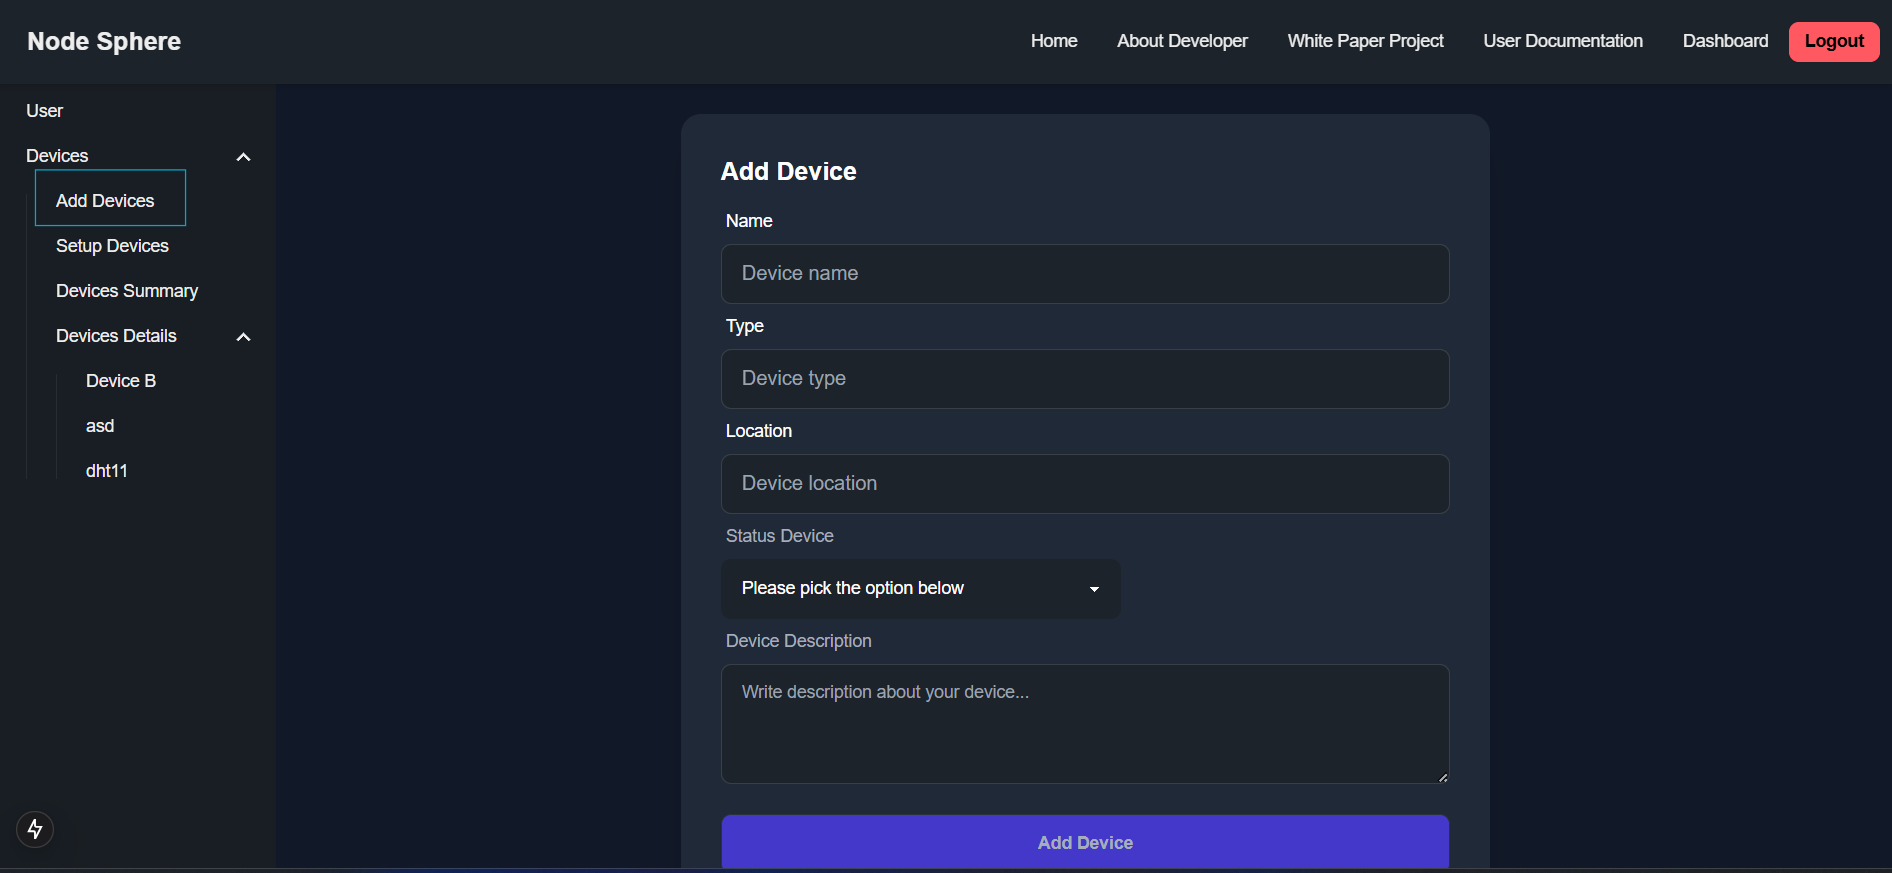 Node Sphere
Home About Developer White Paper Project User Documentation Dashboard Logout
User
Devices
Add Devices
Setup Devices
Devices Summary
Devices Details
Device B
asd
dht11
Add Device
Name
Device name
Type
Device type
Location
Device location
Status Device
Please pick the option below
Device Description
Write description about your device...
Add Device